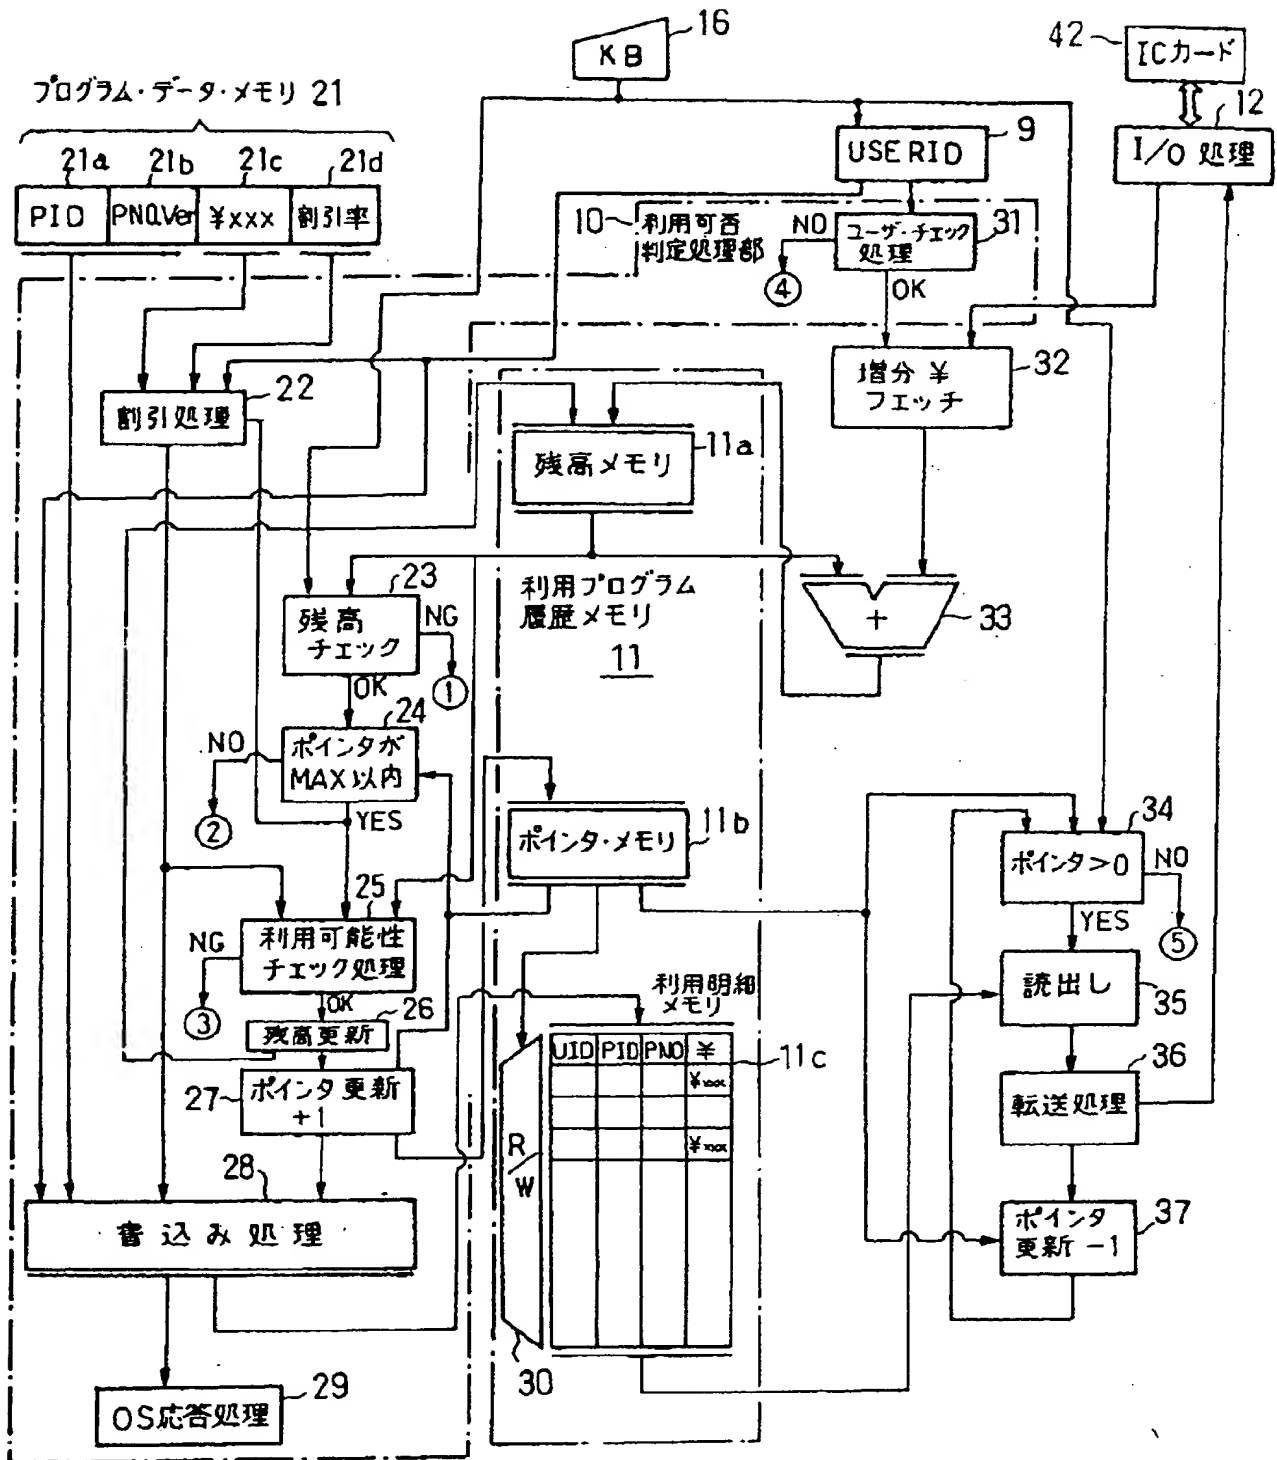 16
KB
42
ICカード
プログラム・データ・メモリ 21
12
I/O 処理
21a
21b
21c
21d
PID
PNO.Ver
¥xxx
割引率
9
USERID
10
利用可否
判定処理部
NO
ユーザ・チェック
処理
31
④
OK
増分 ¥
フェッチ
32
22
割引処理
残高メモリ
11a
23
残高
チェック
NG
①
OK
利用プログラム
履歴メモリ
11
+
33
24
NO
ポインタが
MAX以内
②
YES
ポインタ・メモリ
11b
34
ポインタ>0
NO
YES
⑤
25
NG
利用可能性
チェック処理
③
OK
26
残高更新
27
ポインタ更新
+1
利用明細
メモリ
読出し
35
UID
PID
PNO
¥
11c
¥xxx
¥xxx
36
転送処理
R/W
28
書込み処理
ポインタ
更新 -1
37
30
29
OS応答処理